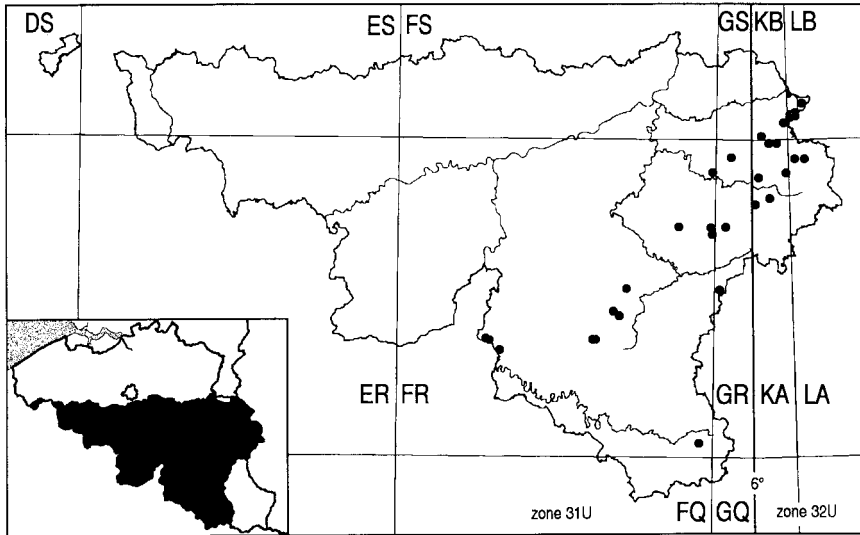 DS ES FS GS KB LB
ER FR GR KA LA
6°
zone 31U FQ GQ zone 32U